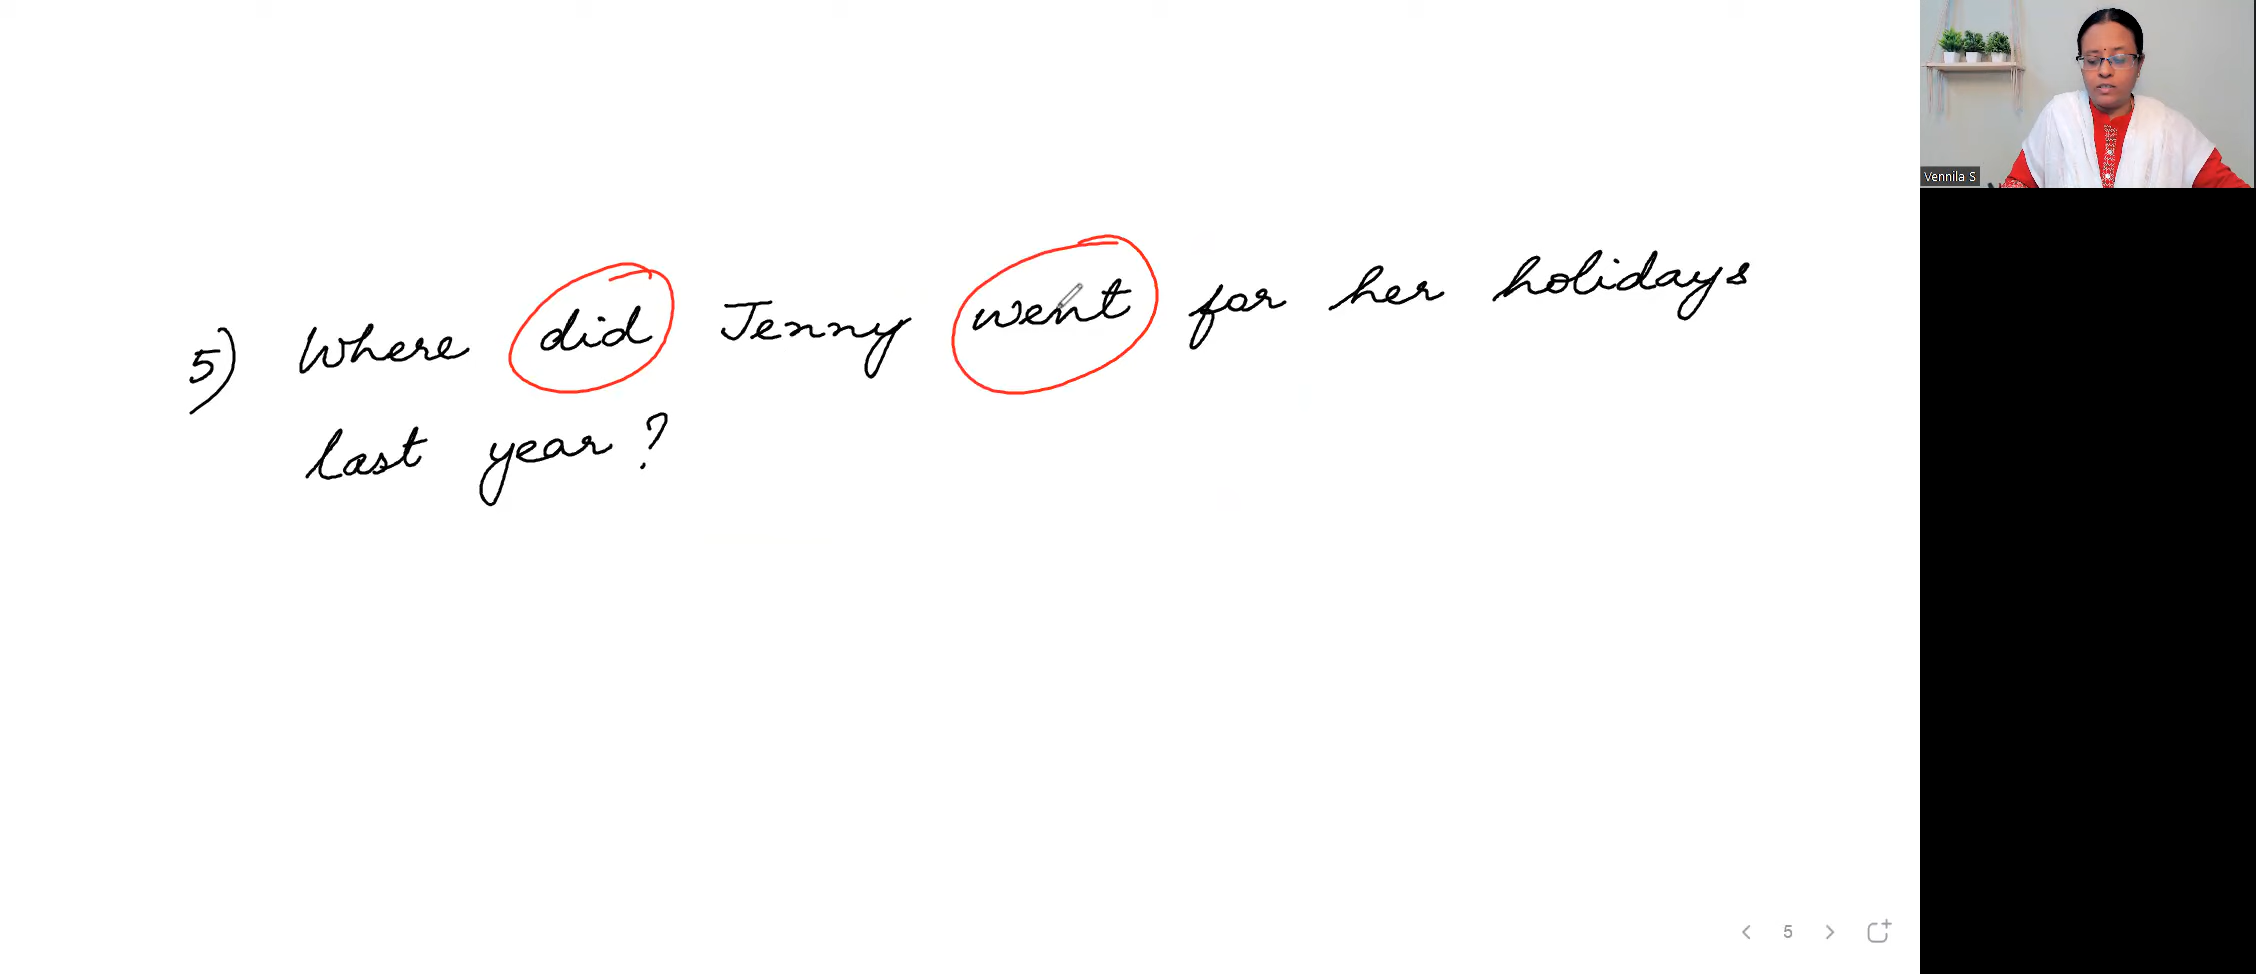 Vennila S
5) Where did Jenny went for her holidays
last year?
5